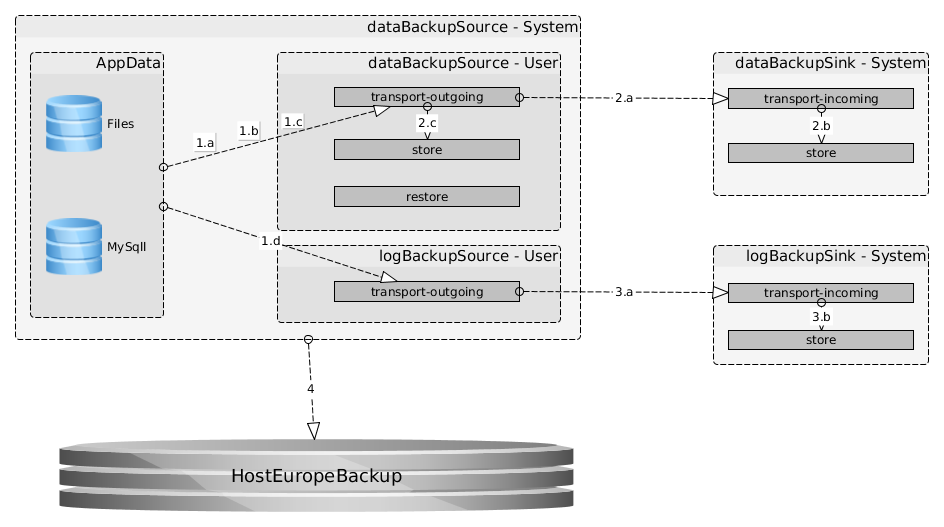 dataBackupSource - System
AppData
dataBackupSource - User
dataBackupSink - System
transport-outgoing
2.a
transport-incoming
Files
1.a
1.b
1.c
2.c
2.b
store
store
restore
MySqll
1.d
logBackupSource - User
logBackupSink - System
transport-outgoing
3.a
transport-incoming
3.b
store
4
HostEuropeBackup